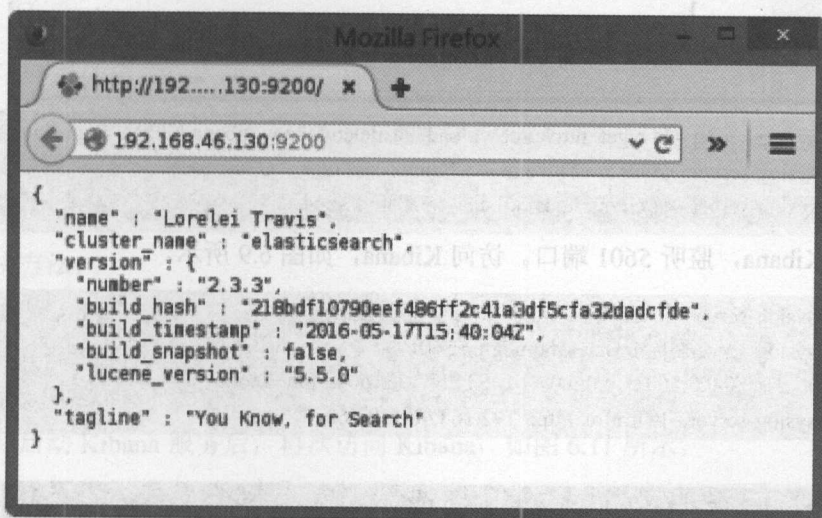 Mozilla Firefox
http://192.....130:9200/
192.168.46.130:9200
{
"name" : "Lorelei Travis",
"cluster_name" : "elasticsearch",
"version" : {
"number" : "2.3.3",
"build_hash" : "218bdf10790eef486ff2c41a3df5cfa32dadcfde",
"build_timestamp" : "2016-05-17T15:40:04Z",
"build_snapshot" : false,
"lucene_version" : "5.5.0"
},
"tagline" : "You Know, for Search"
}